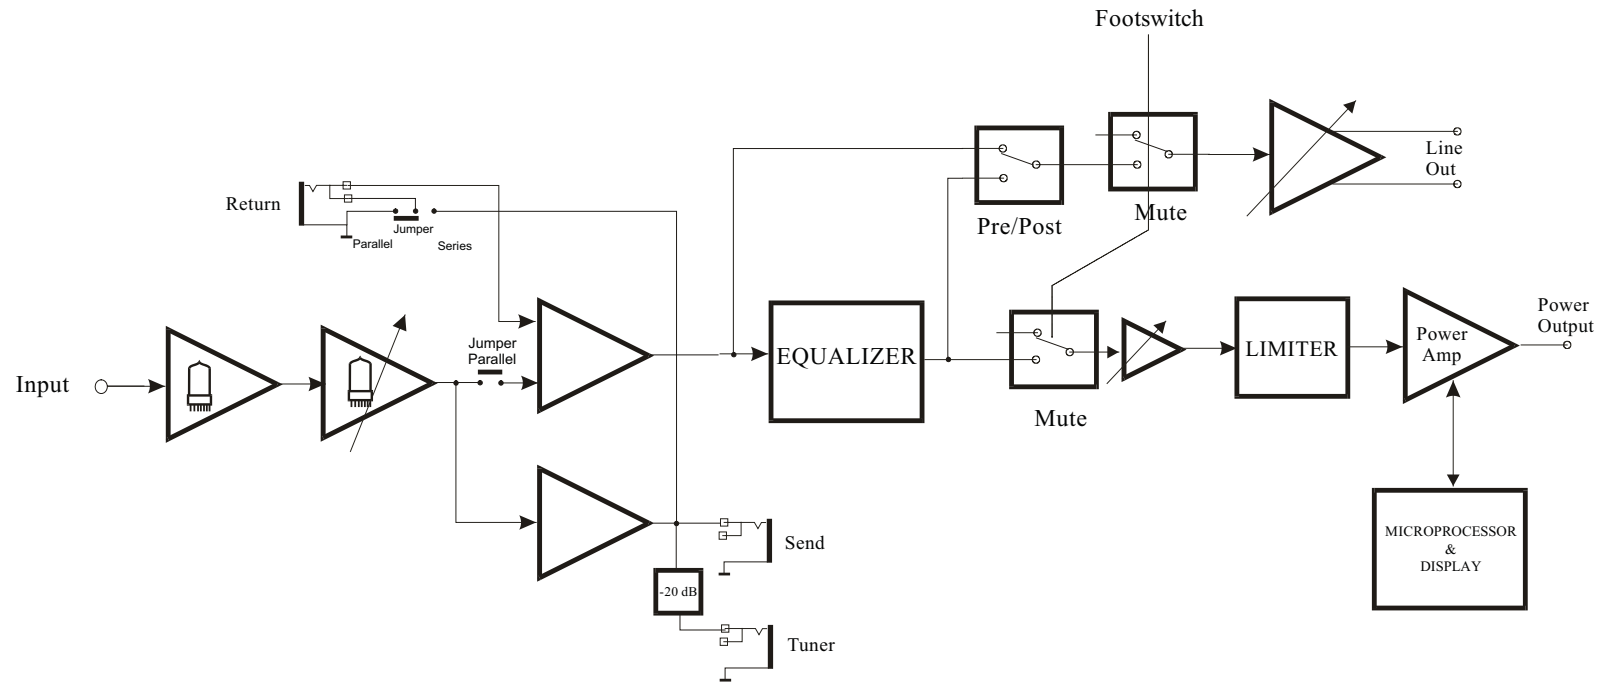 Footswitch
Line
Out
Return
Jumper
Parallel
Series
Pre/Post
Mute
Power
Output
Jumper
Parallel
EQUALIZER
LIMITER
Power
Amp
Input
Mute
MICROPROCESSOR
&
DISPLAY
Send
-20 dB
Tuner